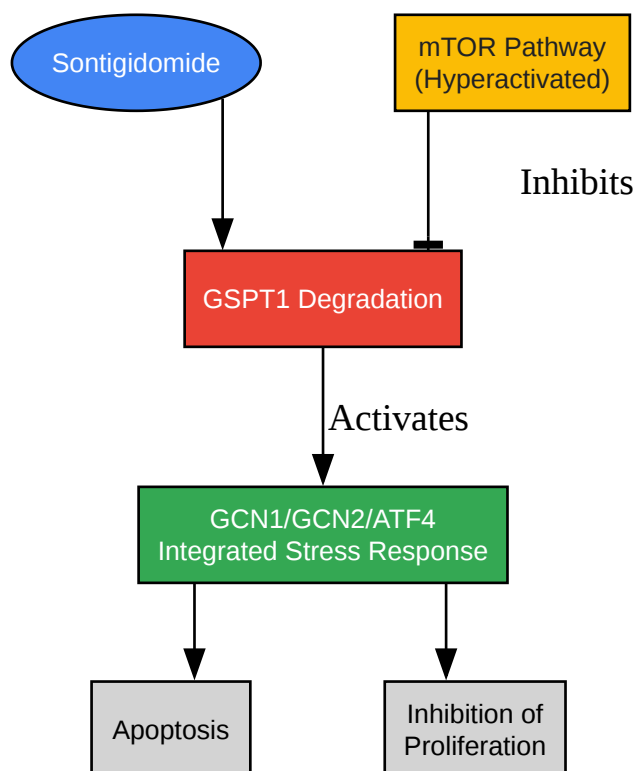 Sontigidomide
mTOR Pathway
(Hyperactivated)
Inhibits
GSPT1 Degradation
Activates
GCN1/GCN2/ATF4
Integrated Stress Response
Apoptosis
Inhibition of
Proliferation